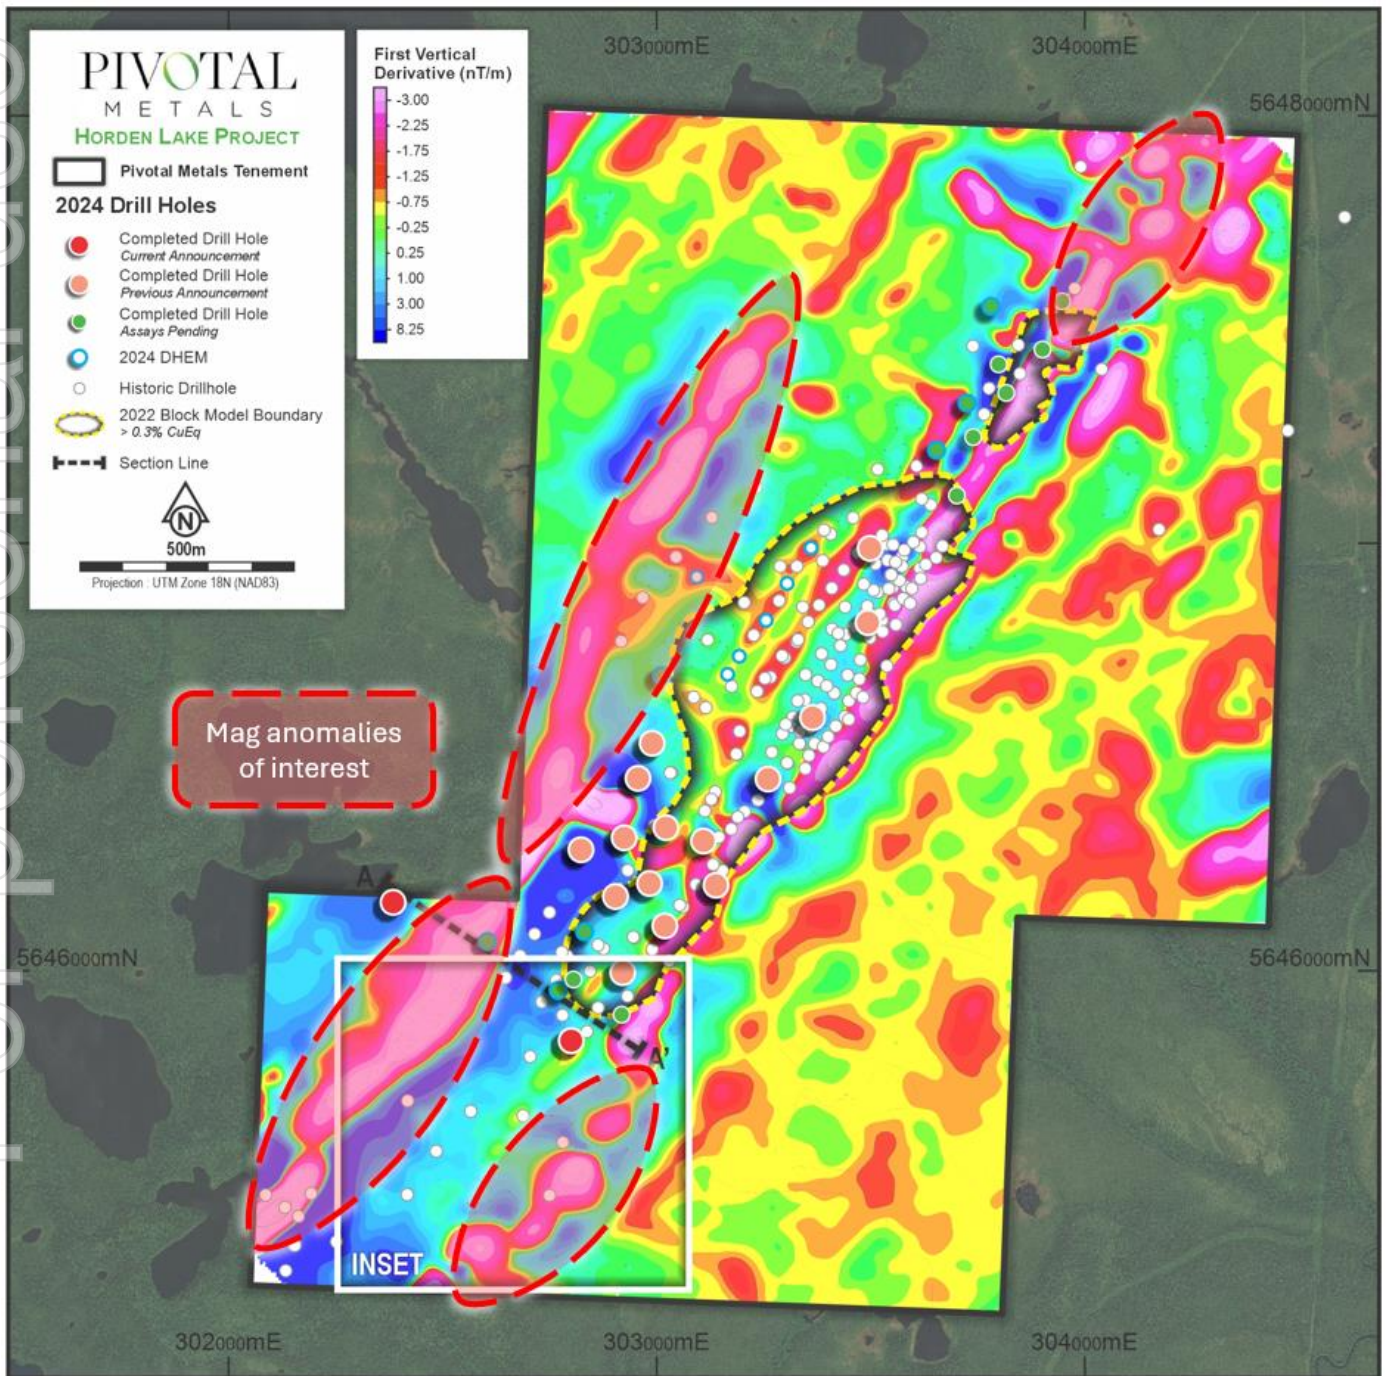 PIVOTAL
METALS
HORDEN LAKE PROJECT
Pivotal Metals Tenement
2024 Drill Holes
Completed Drill Hole
Current Announcement
Completed Drill Hole
Previous Announcement
Completed Drill Hole
Assays Pending
2024 DHEM
Historic Drillhole
2022 Block Model Boundary
> 0.3% CuEq
Section Line
N
500m
Projection : UTM Zone 18N (NAD83)
First Vertical
Derivative (nT/m)
-3.00
-2.25
-1.75
-1.25
-0.75
-0.25
0.25
1.00
3.00
8.25
303000mE
304000mE
5648000mN
Mag anomalies
of interest
A
5646000mN
5646000mN
A'
INSET
302000mE
303000mE
304000mE